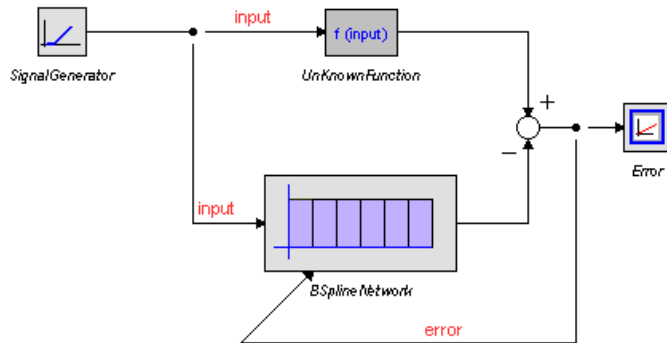 input
f (input)
SignalGenerator
UnKnownFunction
+
−
Error
input
BSplineNetwork
error